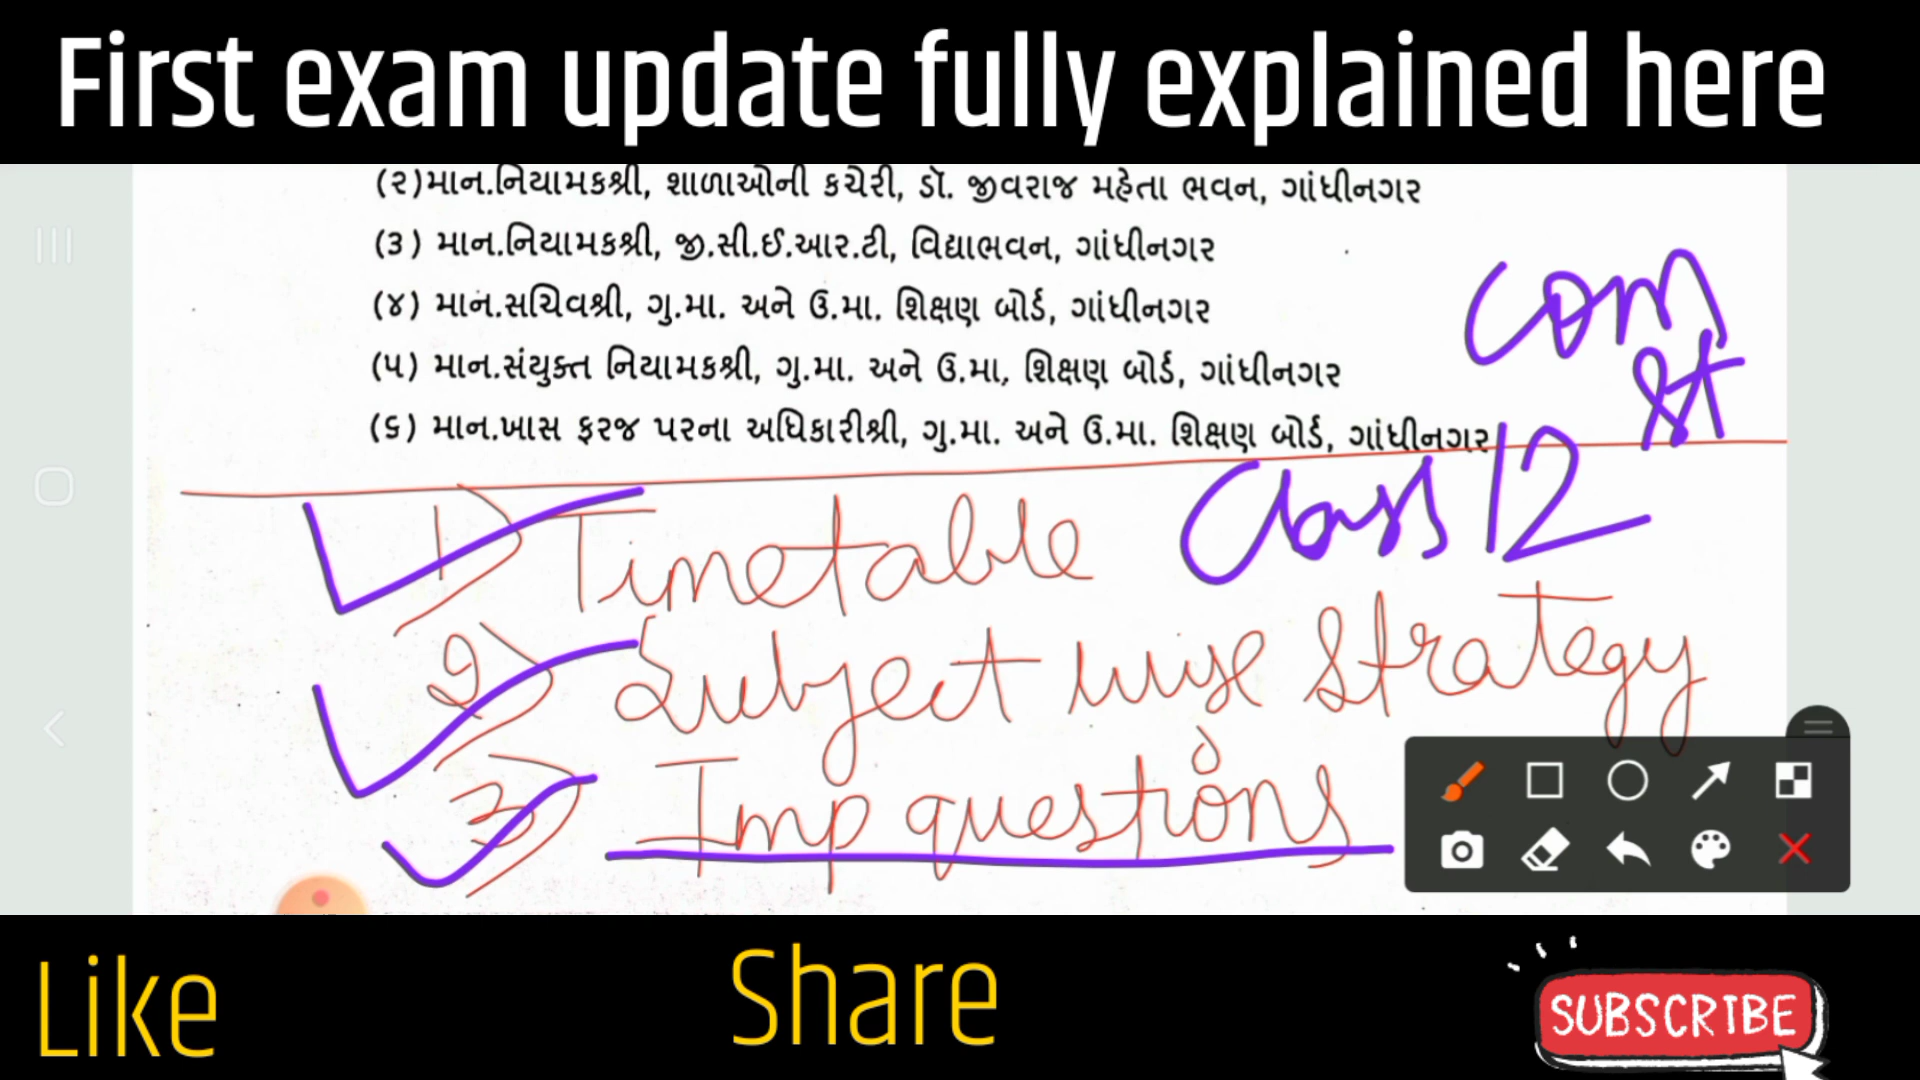 First exam update fully explained here
(૨)માન.નિયામકશ્રી, શાળાઓની કચેરી, ડૉ. જીવરાજ મહેતા ભવન, ગાંધીનગર
(૩) માન.નિયામકશ્રી, જી.સી.ઈ.આર.ટી, વિદ્યાભવન, ગાંધીનગર
(૪) માન.સચિવશ્રી, ગુ.મા. અને ઉ.મા. શિક્ષણ બોર્ડ, ગાંધીનગર
(૫) માન.સંયુક્ત નિયામકશ્રી, ગુ.મા. અને ઉ.મા. શિક્ષણ બોર્ડ, ગાંધીનગર
(૬) માન.ખાસ ફરજ પરના અધિકારીશ્રી, ગુ.મા. અને ઉ.મા. શિક્ષણ બોર્ડ, ગાંધીનગર
Com
st
Class 12
1) Timetable
2) Subject wise Strategy
3) Imp questions
Like
Share
SUBSCRIBE